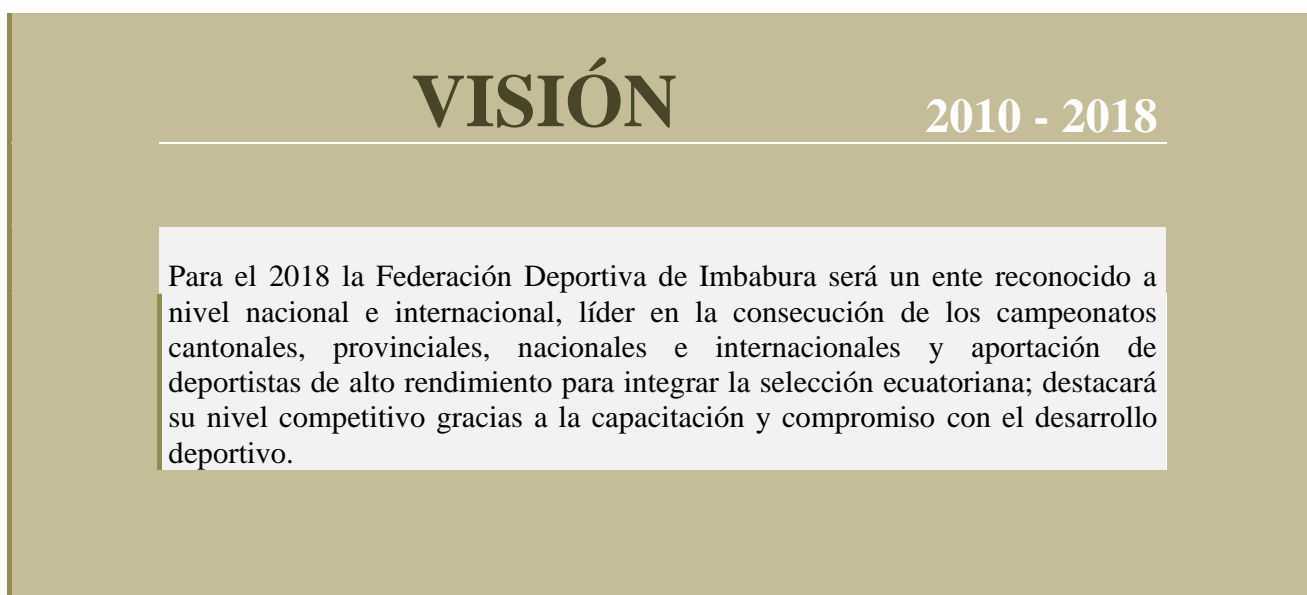 VISIÓN 2010 - 2018
Para el 2018 la Federación Deportiva de Imbabura será un ente reconocido a
nivel nacional e internacional, líder en la consecución de los campeonatos
cantonales, provinciales, nacionales e internacionales y aportación de
deportistas de alto rendimiento para integrar la selección ecuatoriana; destacará
su nivel competitivo gracias a la capacitación y compromiso con el desarrollo
deportivo.